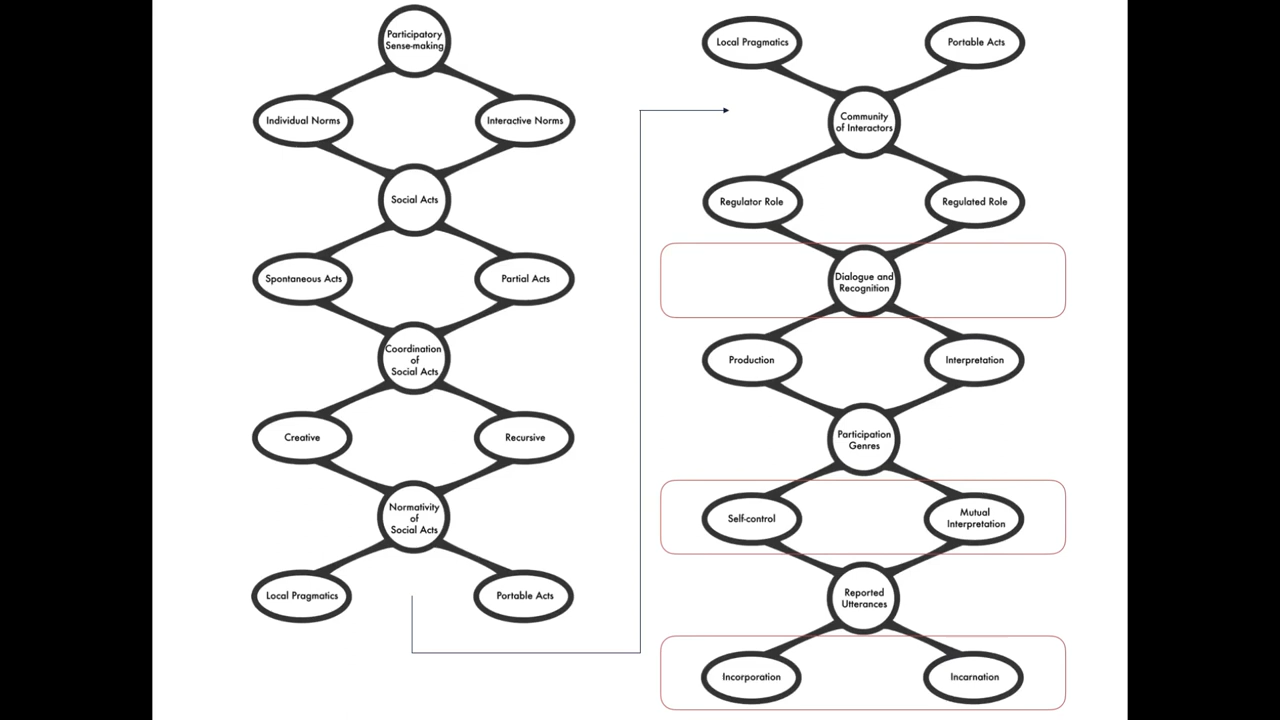 Participatory
Sense-making
Individual Norms
Interactive Norms
Social Acts
Spontaneous Acts
Partial Acts
Coordination
of
Social Acts
Creative
Recursive
Normativity
of
Social Acts
Local Pragmatics
Portable Acts
Local Pragmatics
Portable Acts
Community
of Interactors
Regulator Role
Regulated Role
Dialogue and
Recognition
Production
Interpretation
Participation
Genres
Self-control
Mutual
Interpretation
Reported
Utterances
Incorporation
Incarnation